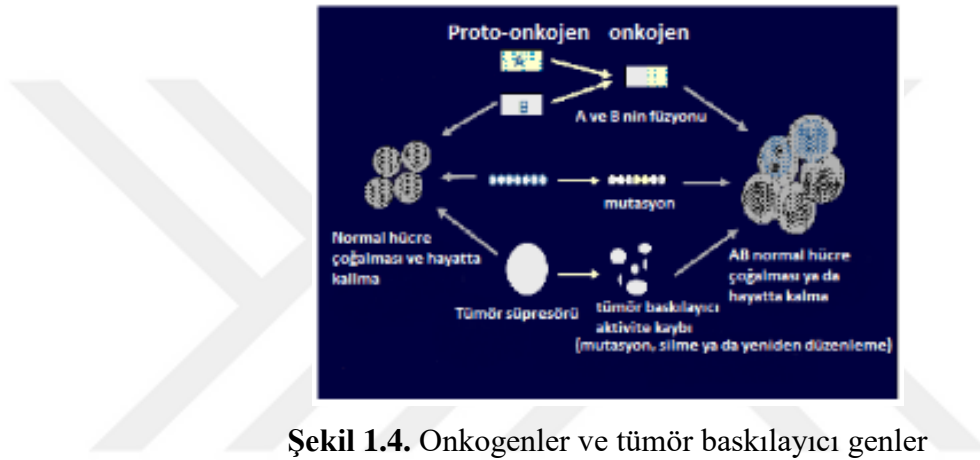 Proto-onkojen onkojen
A
B
A ve B nin füzyonu
mutasyon
Normal hücre
çoğalması ve hayatta
kalma
AB normal hücre
çoğalması ya da
hayatta kalma
Tümör süpresörü
tümör baskılayıcı
aktivite kaybı
(mutasyon, silme ya da yeniden düzenleme)
Şekil 1.4. Onkogenler ve tümör baskılayıcı genler